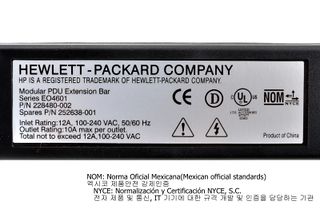 HEWLETT-PACKARD COMPANY
HP IS A REGISTERED TRADEMARK OF HEWLETT-PACKARD COMPANY.
Modular PDU Extension Bar
Series EO4601
P/N 228480-002
Spares P/N 252638-001
Inlet Rating: 12A, 100-240 VAC, 50/60 Hz
Outlet Rating: 10A max per outlet
Total not to exceed 12A,100-240 VAC
CE D UL US NOM NYCE
Product of China
NOM: Norma Oficial Mexicana(Mexican official standards)
멕시코 제품안전 강제인증
NYCE: Normalización y Certificación NYCE, S.C.
전자 제품 및 통신, IT 기기에 대한 규격 개발 및 인증을 담당하는 기관